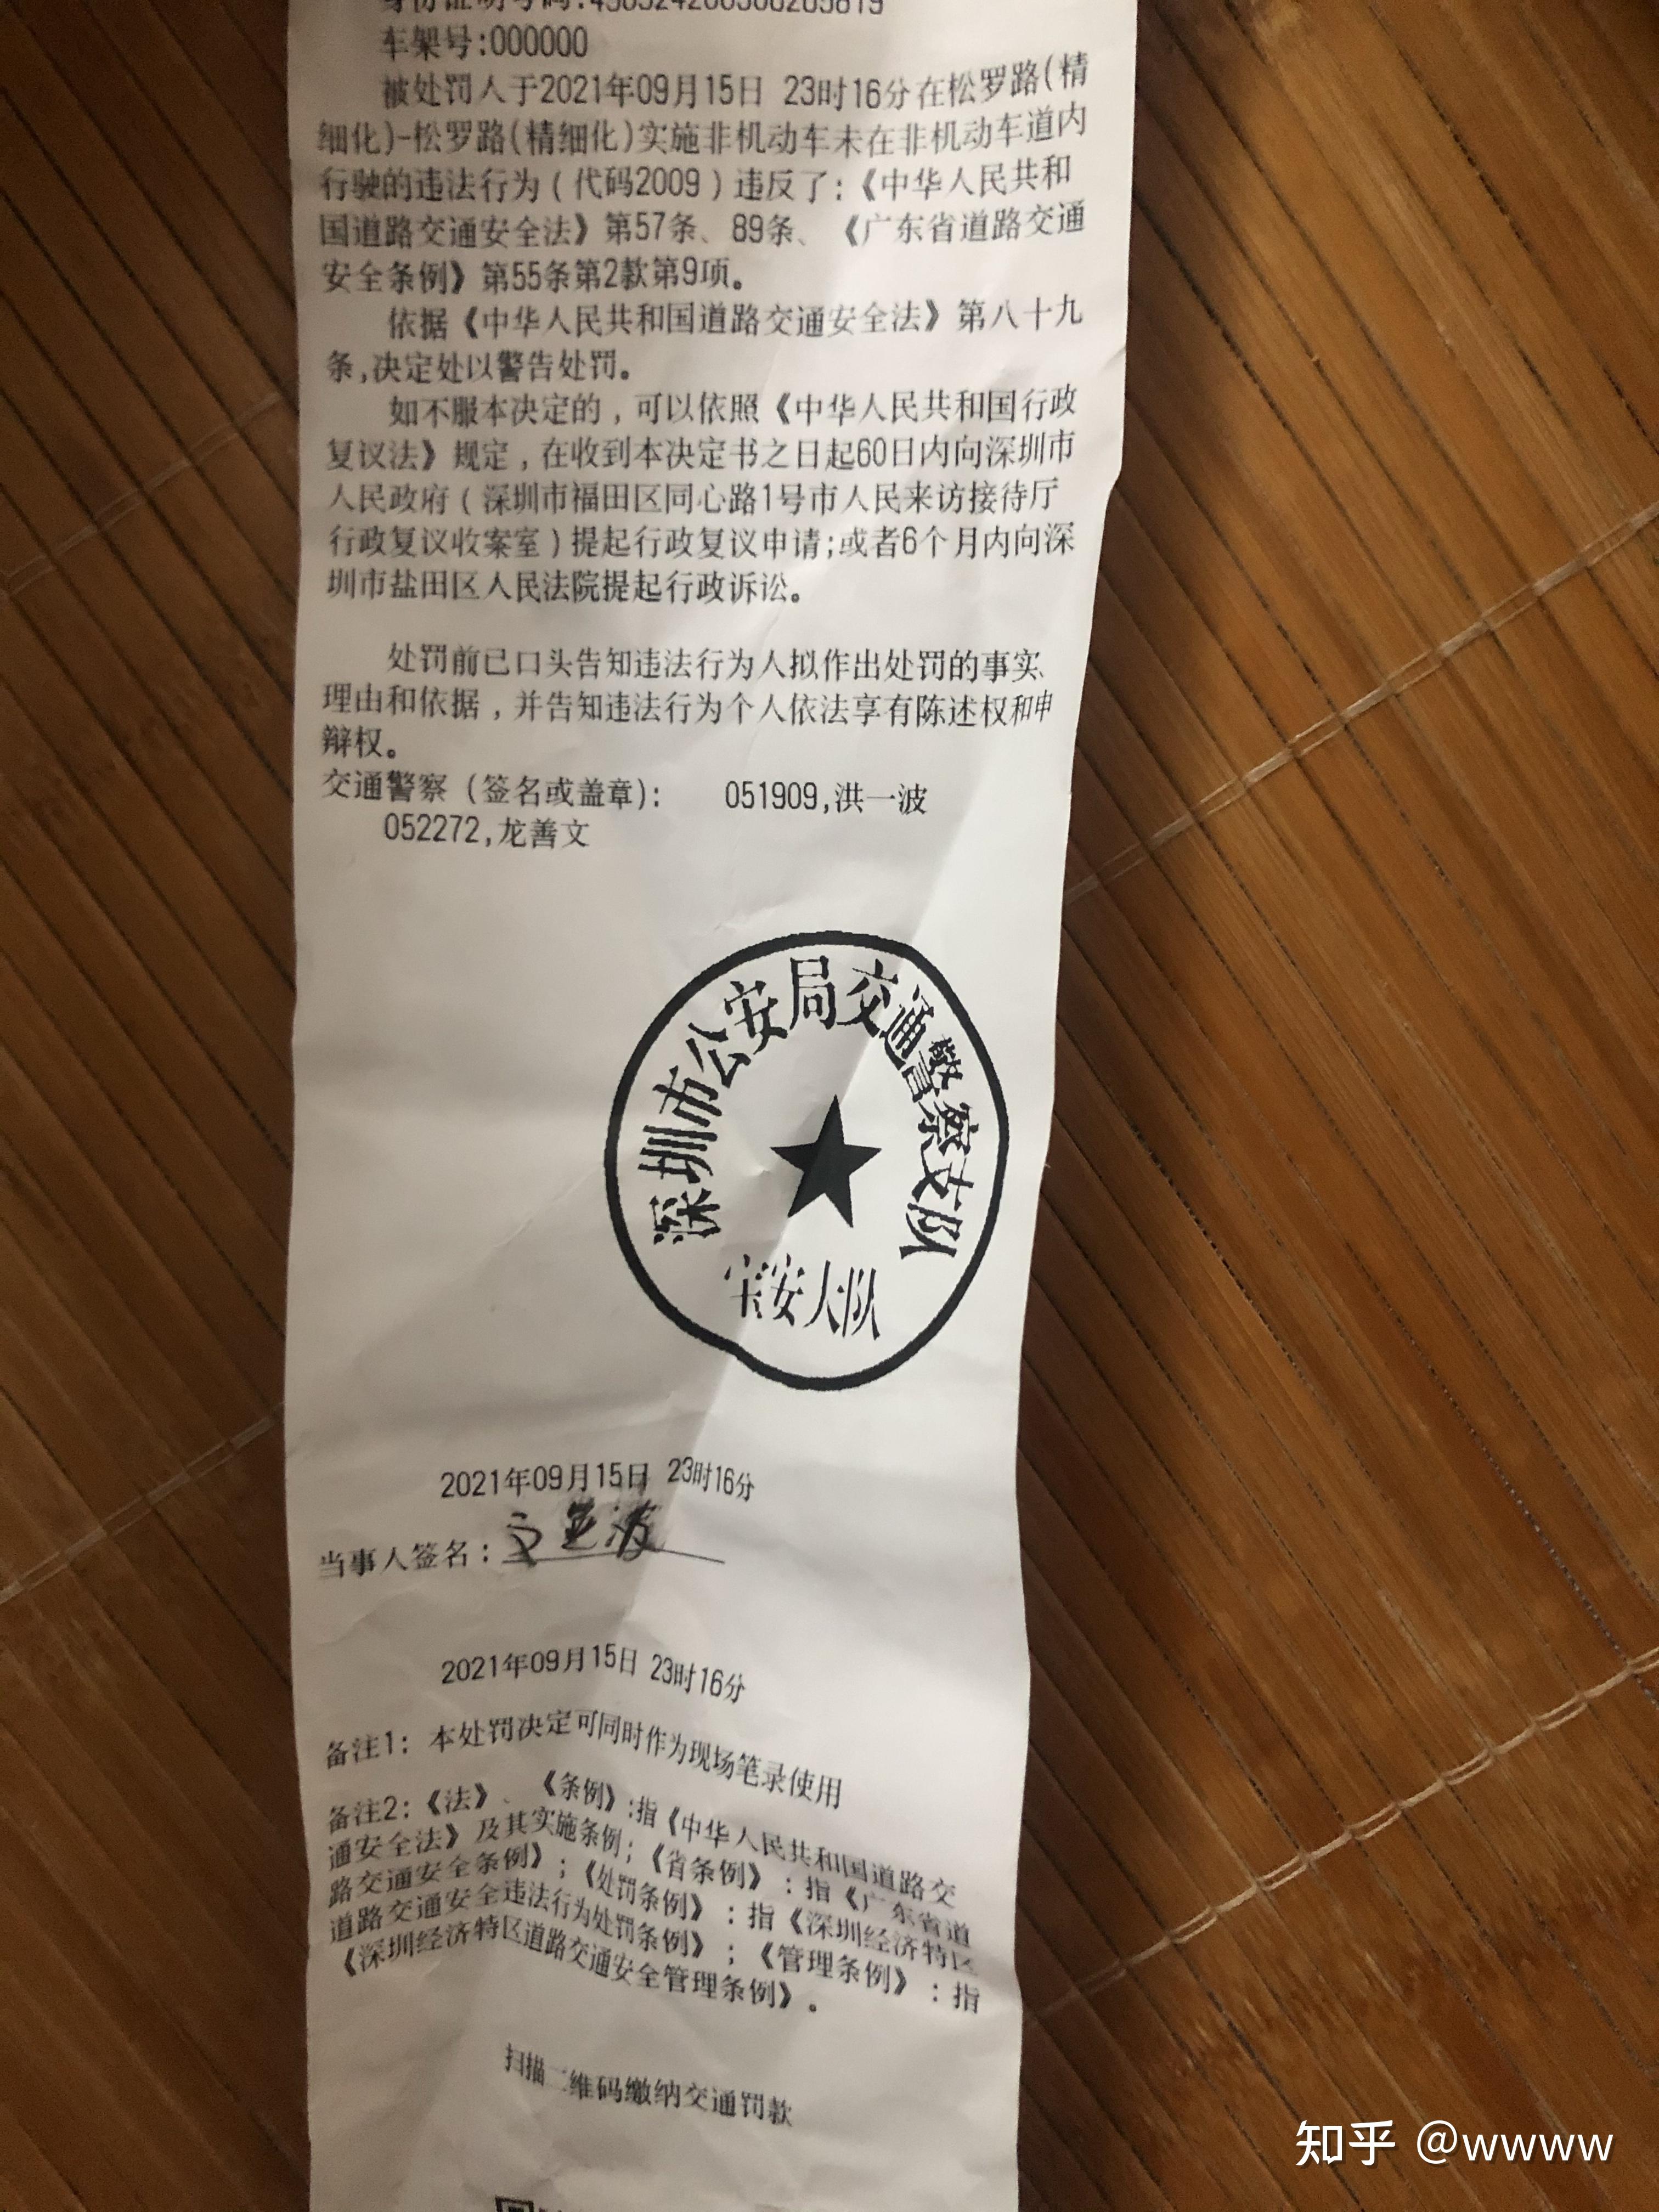 车架号:000000
被处罚人于2021年09月15日 23时16分在松罗路(精
细化)-松罗路(精细化)实施非机动车未在非机动车道内
行驶的违法行为(代码2009)违反了:《中华人民共和
国道路交通安全法》第57条、89条、《广东省道路交通
安全条例》第55条第2款第9项。
依据《中华人民共和国道路交通安全法》第八十九
条,决定处以警告处罚。
如不服本决定的,可以依照《中华人民共和国行政
复议法》规定,在收到本决定书之日起60日内向深圳市
人民政府(深圳市福田区同心路1号市人民来访接待厅
行政复议收案室)提起行政复议申请;或者6个月内向深
圳市盐田区人民法院提起行政诉讼。
处罚前已口头告知违法行为人拟作出处罚的事实、
理由和依据,并告知违法行为个人依法享有陈述权和申
辩权。
交通警察(签名或盖章): 051909,洪一波
052272,龙善文
深圳市公安局交通警察支队
宝安大队
2021年09月15日 23时16分
当事人签名:
2021年09月15日 23时16分
备注1: 本处罚决定可同时作为现场笔录使用
备注2:《法》、《条例》:指《中华人民共和国道路交
通安全法》及其实施条例;《省条例》:指《广东省道
路交通安全条例》;《处罚条例》:指《深圳经济特区
道路交通安全违法行为处罚条例》;《管理条例》:指
《深圳经济特区道路交通安全管理条例》。
扫描二维码缴纳交通罚款
知乎 @wwww